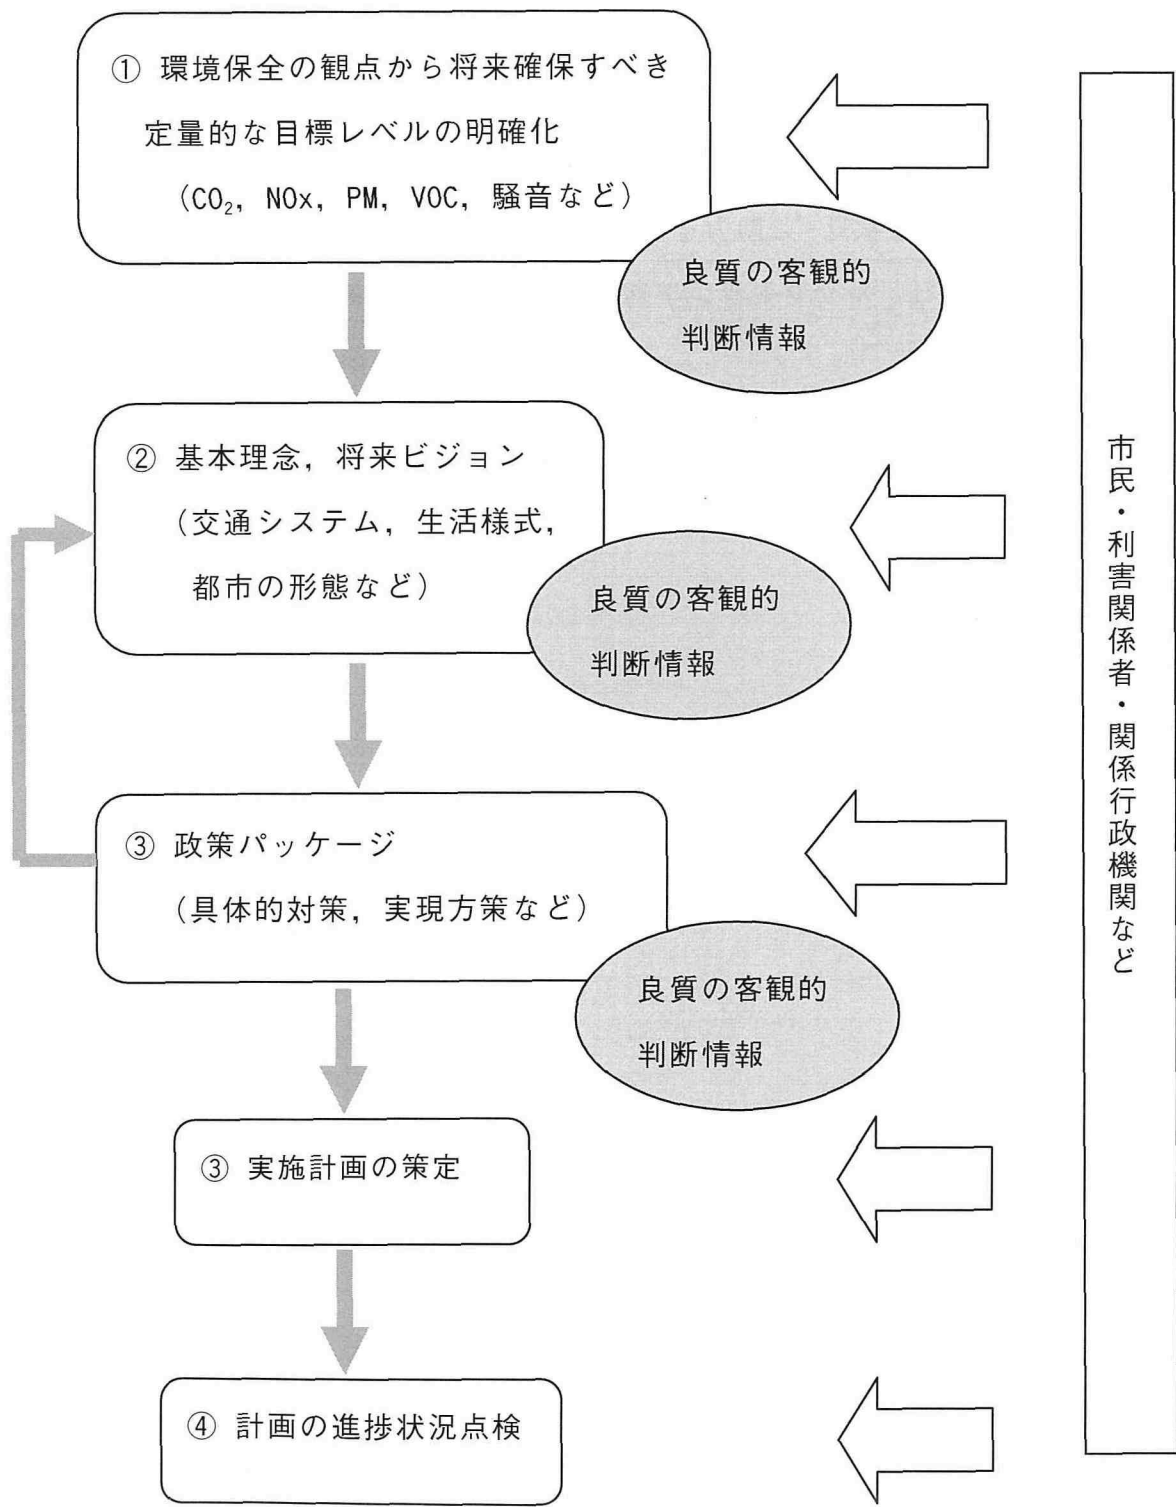 ① 環境保全の観点から将来確保すべき
定量的な目標レベルの明確化
（CO₂，NOx，PM，VOC，騒音など）
良質の客観的
判断情報
② 基本理念，将来ビジョン
（交通システム，生活様式，
都市の形態など）
良質の客観的
判断情報
③ 政策パッケージ
（具体的対策，実現方策など）
良質の客観的
判断情報
③ 実施計画の策定
④ 計画の進捗状況点検
市民・利害関係者・関係行政機関など